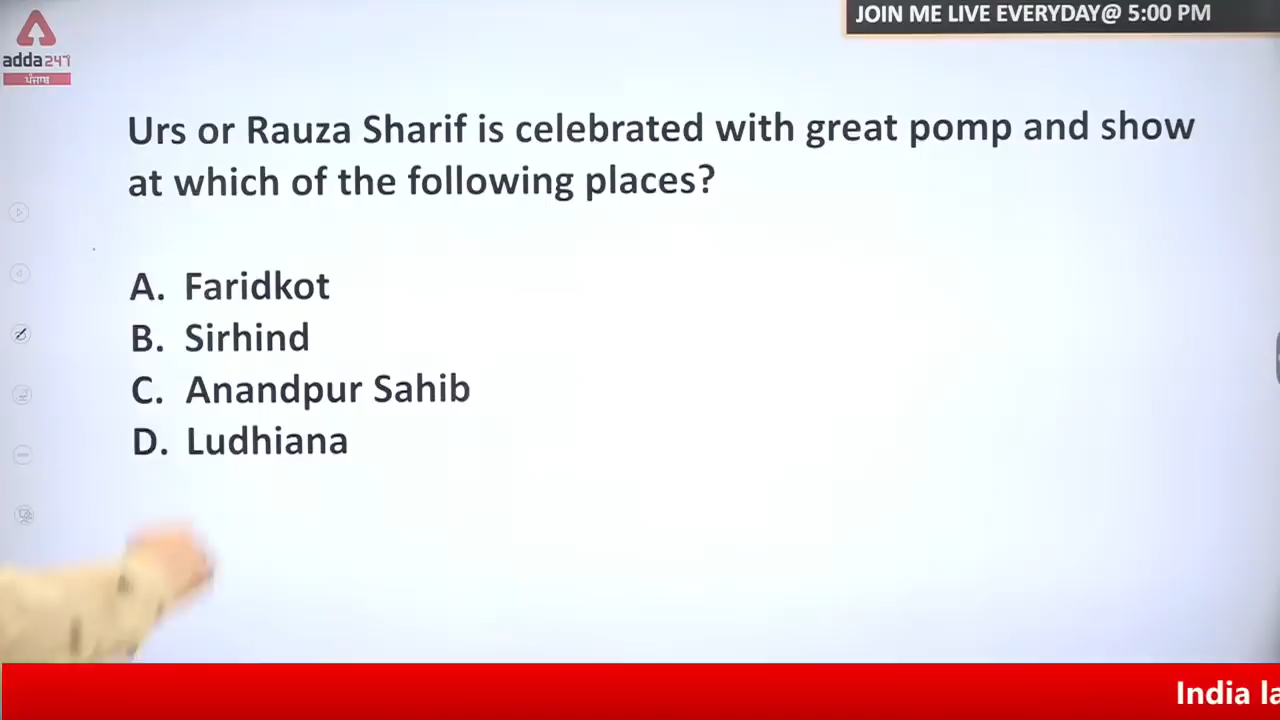 JOIN ME LIVE EVERYDAY@ 5:00 PM
adda247
ਪੰਜਾਬ
Urs or Rauza Sharif is celebrated with great pomp and show
at which of the following places?
A. Faridkot
B. Sirhind
C. Anandpur Sahib
D. Ludhiana
India la